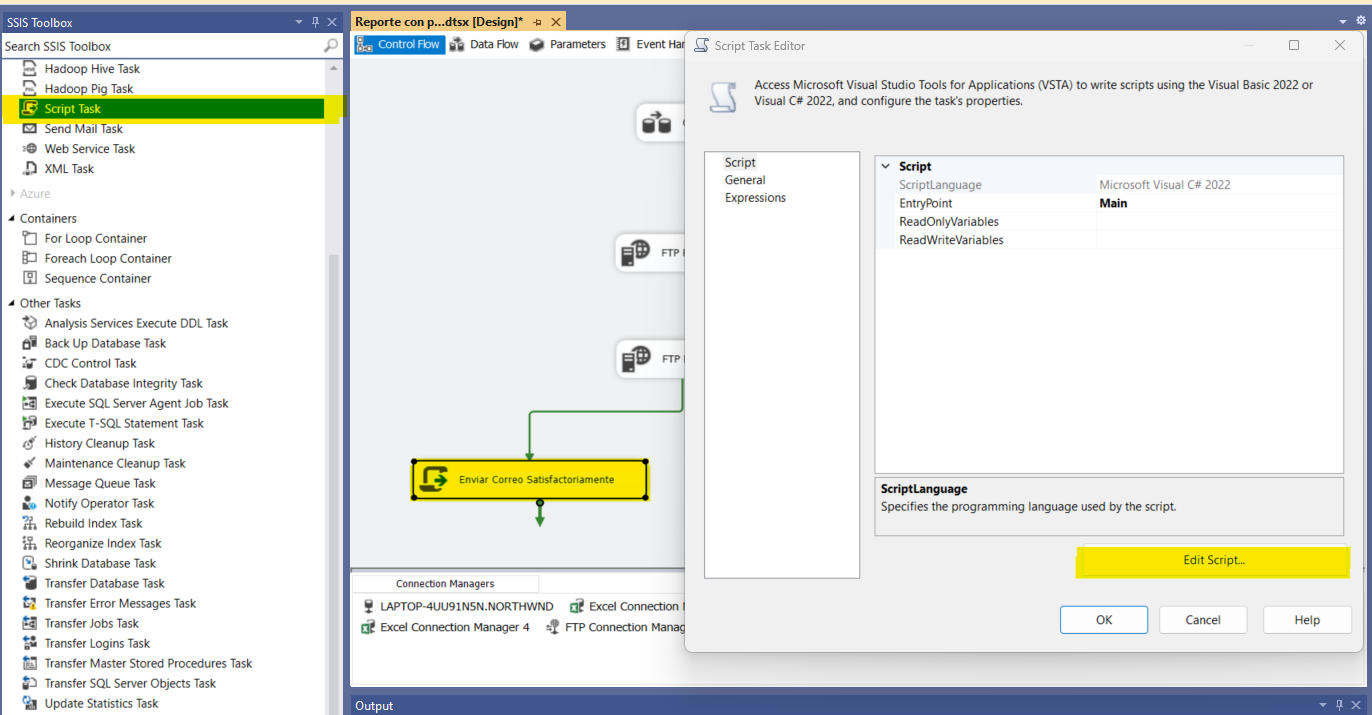 SSIS Toolbox
Search SSIS Toolbox
Hadoop Hive Task
Hadoop Pig Task
Script Task
Send Mail Task
Web Service Task
XML Task
Azure
Containers
For Loop Container
Foreach Loop Container
Sequence Container
Other Tasks
Analysis Services Execute DDL Task
Back Up Database Task
CDC Control Task
Check Database Integrity Task
Execute SQL Server Agent Job Task
Execute T-SQL Statement Task
History Cleanup Task
Maintenance Cleanup Task
Message Queue Task
Notify Operator Task
Rebuild Index Task
Reorganize Index Task
Shrink Database Task
Transfer Database Task
Transfer Error Messages Task
Transfer Jobs Task
Transfer Logins Task
Transfer Master Stored Procedures Task
Transfer SQL Server Objects Task
Update Statistics Task
Reporte con p...dtsx [Design]*
Control Flow Data Flow Parameters Event Har
FTP
FTP
Enviar Correo Satisfactoriamente
Connection Managers
LAPTOP-4UU91N5N.NORTHWND Excel Connection
Excel Connection Manager 4 FTP Connection Manag
Output
Script Task Editor
Access Microsoft Visual Studio Tools for Applications (VSTA) to write scripts using the Visual Basic 2022 or
Visual C# 2022, and configure the task's properties.
Script
General
Expressions
Script
ScriptLanguage Microsoft Visual C# 2022
EntryPoint Main
ReadOnlyVariables
ReadWriteVariables
ScriptLanguage
Specifies the programming language used by the script.
Edit Script...
OK Cancel Help